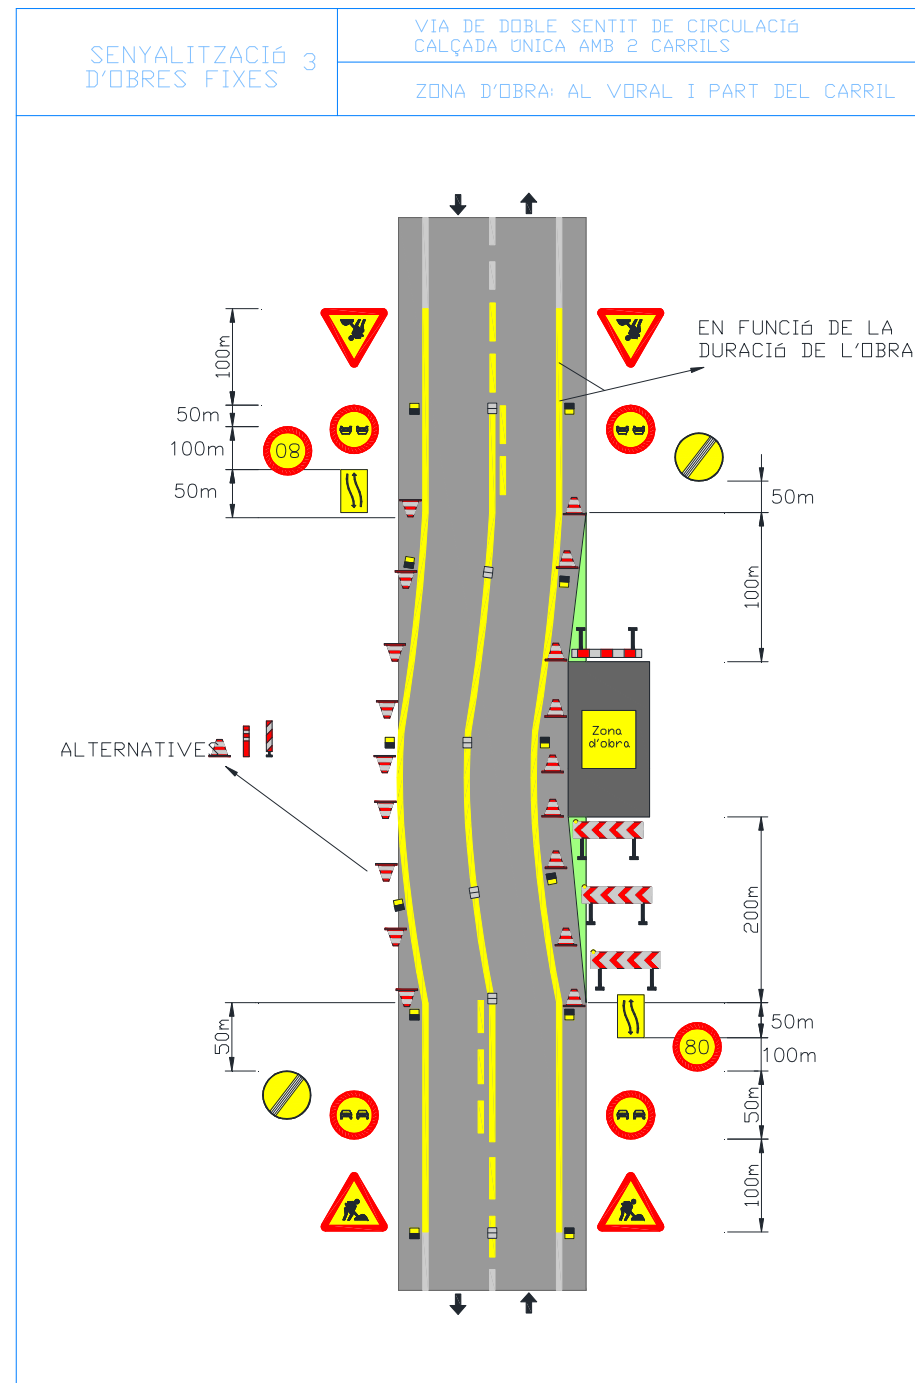 SENYALITZACIó 3
D'OBRES FIXES
VIA DE DOBLE SENTIT DE CIRCULACIó
CALÇADA ÚNICA AMB 2 CARRILS
ZONA D'OBRA: AL VORAL I PART DEL CARRIL
EN FUNCIó DE LA
DURACIó DE L'OBRA
100m
50m
100m
50m
80
50m
100m
ALTERNATIVES
Zona
d'obra
200m
50m
80
100m
50m
50m
100m